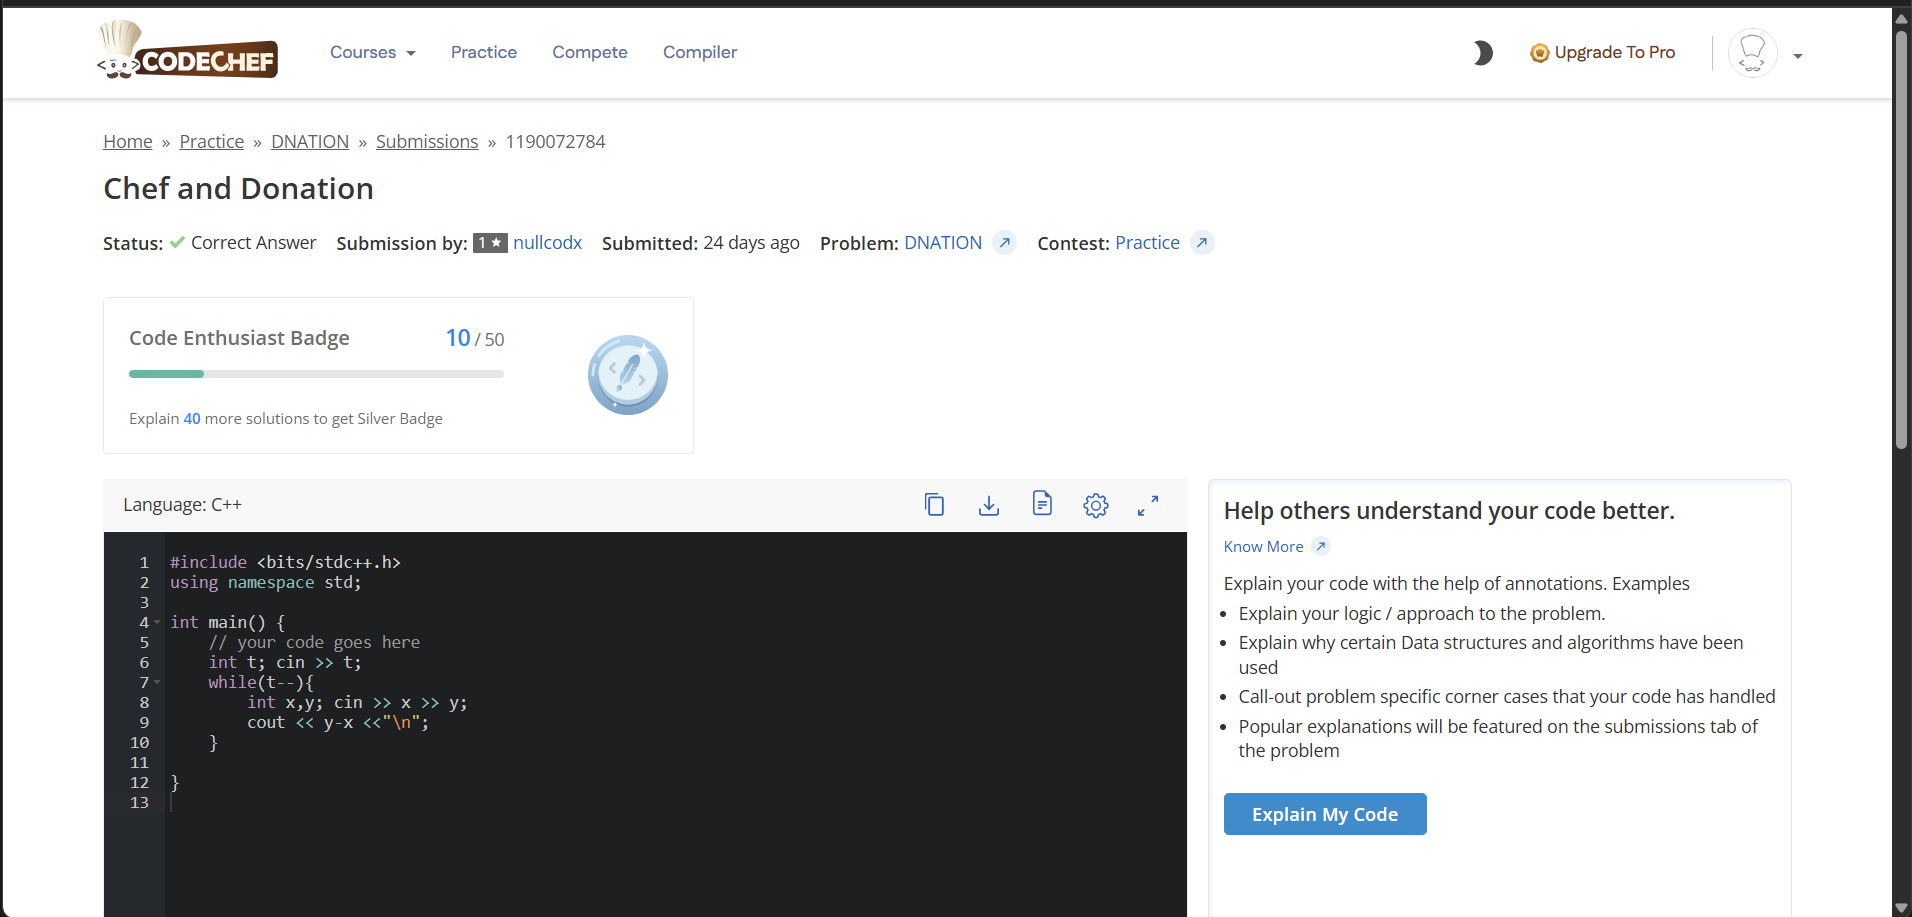 CODECHEF
Courses Practice Compete Compiler
Upgrade To Pro
Home » Practice » DNATION » Submissions » 1190072784
Chef and Donation
Status: Correct Answer Submission by: 1★ nullcodx Submitted: 24 days ago Problem: DNATION Contest: Practice
Code Enthusiast Badge 10 / 50
Explain 40 more solutions to get Silver Badge
Language: C++
1 #include <bits/stdc++.h>
2 using namespace std;
3
4 int main() {
5 // your code goes here
6 int t; cin >> t;
7 while(t--){
8 int x,y; cin >> x >> y;
9 cout << y-x <<"\n";
10 }
11
12 }
13
Help others understand your code better.
Know More
Explain your code with the help of annotations. Examples
• Explain your logic / approach to the problem.
• Explain why certain Data structures and algorithms have been
used
• Call-out problem specific corner cases that your code has handled
• Popular explanations will be featured on the submissions tab of
the problem
Explain My Code